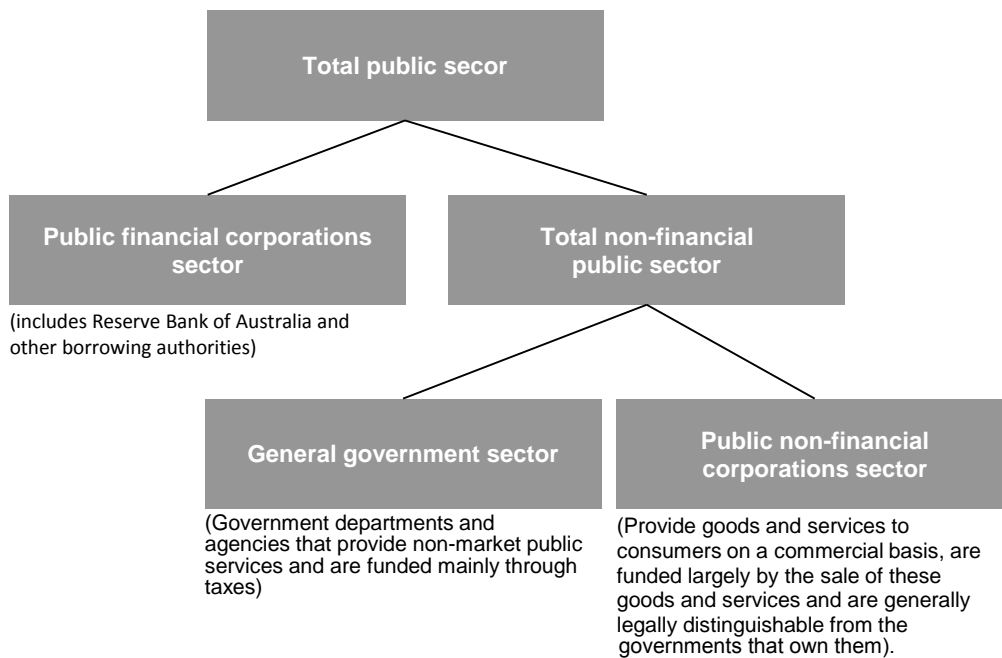 Total public secor
Public financial corporations
sector
Total non-financial
public sector
(includes Reserve Bank of Australia and
other borrowing authorities)
General government sector
Public non-financial
corporations sector
(Government departments and
agencies that provide non-market public
services and are funded mainly through
taxes)
(Provide goods and services to
consumers on a commercial basis, are
funded largely by the sale of these
goods and services and are generally
legally distinguishable from the
governments that own them).